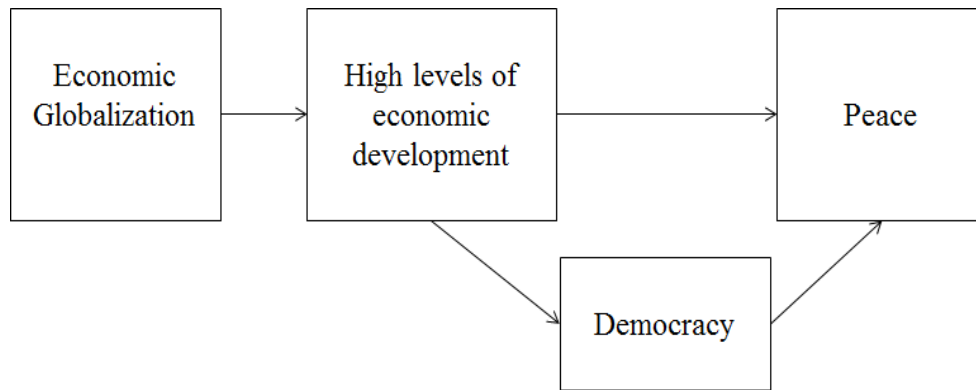 Economic
Globalization
High levels of
economic
development
Peace
Democracy